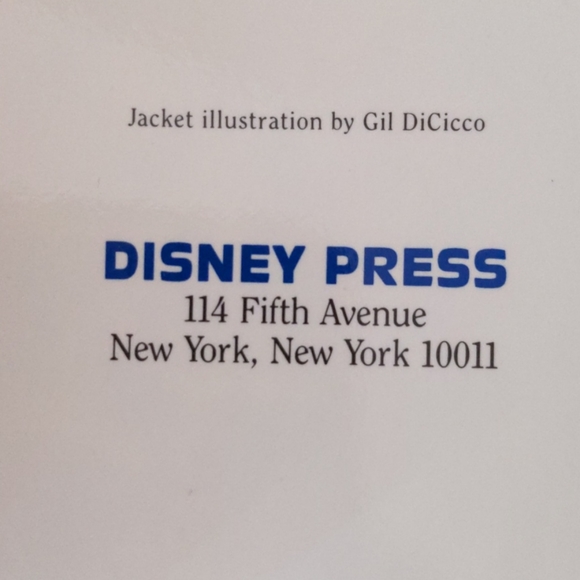 Jacket illustration by Gil DiCicco
DISNEY PRESS
114 Fifth Avenue
New York, New York 10011